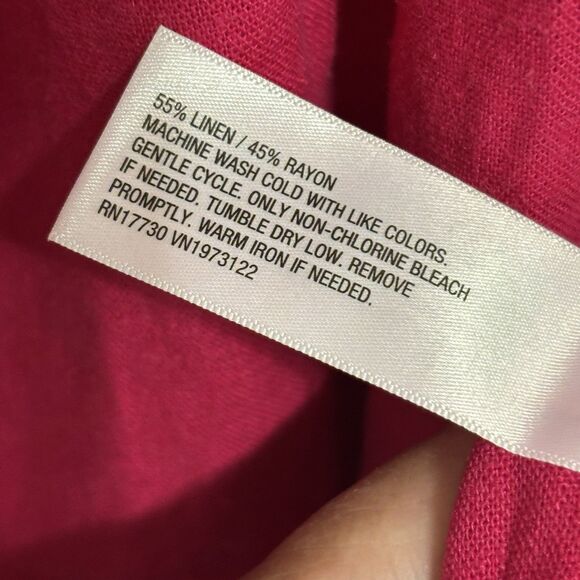 55% LINEN / 45% RAYON
MACHINE WASH COLD WITH LIKE COLORS.
GENTLE CYCLE. ONLY NON-CHLORINE BLEACH
IF NEEDED. TUMBLE DRY LOW. REMOVE
PROMPTLY. WARM IRON IF NEEDED.
RN17730 VN1973122